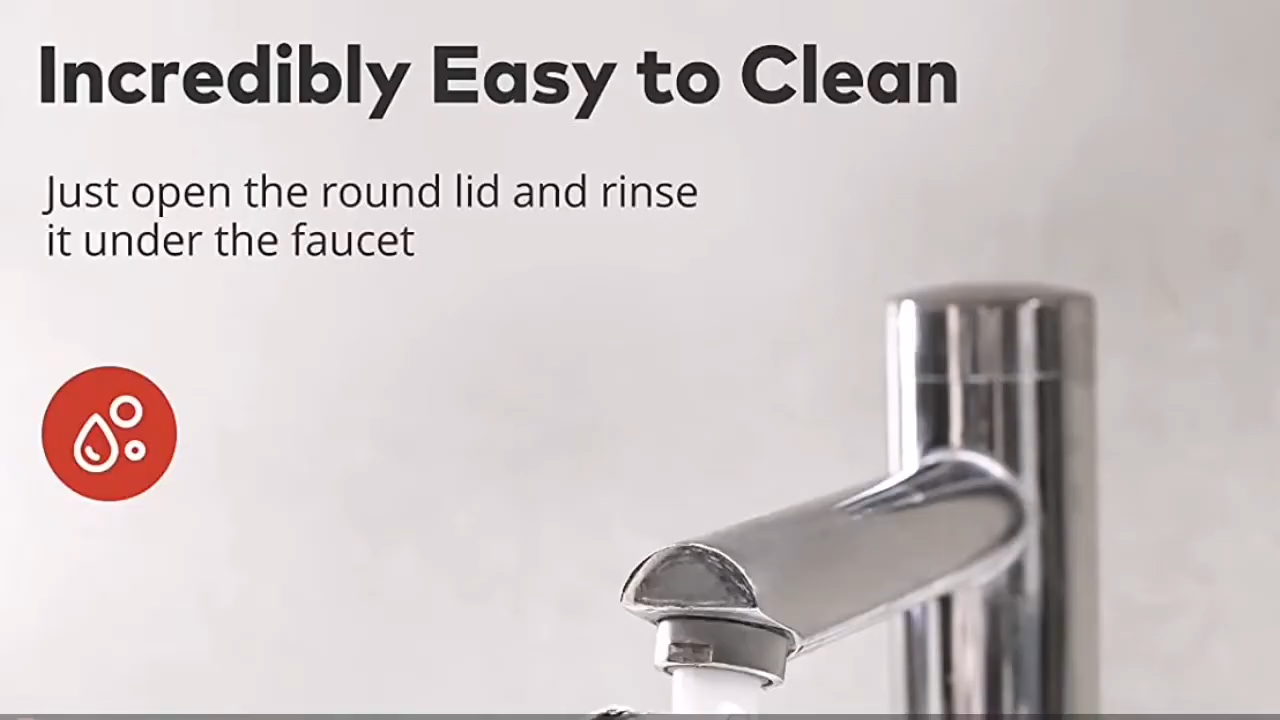 Incredibly Easy to Clean
Just open the round lid and rinse
it under the faucet